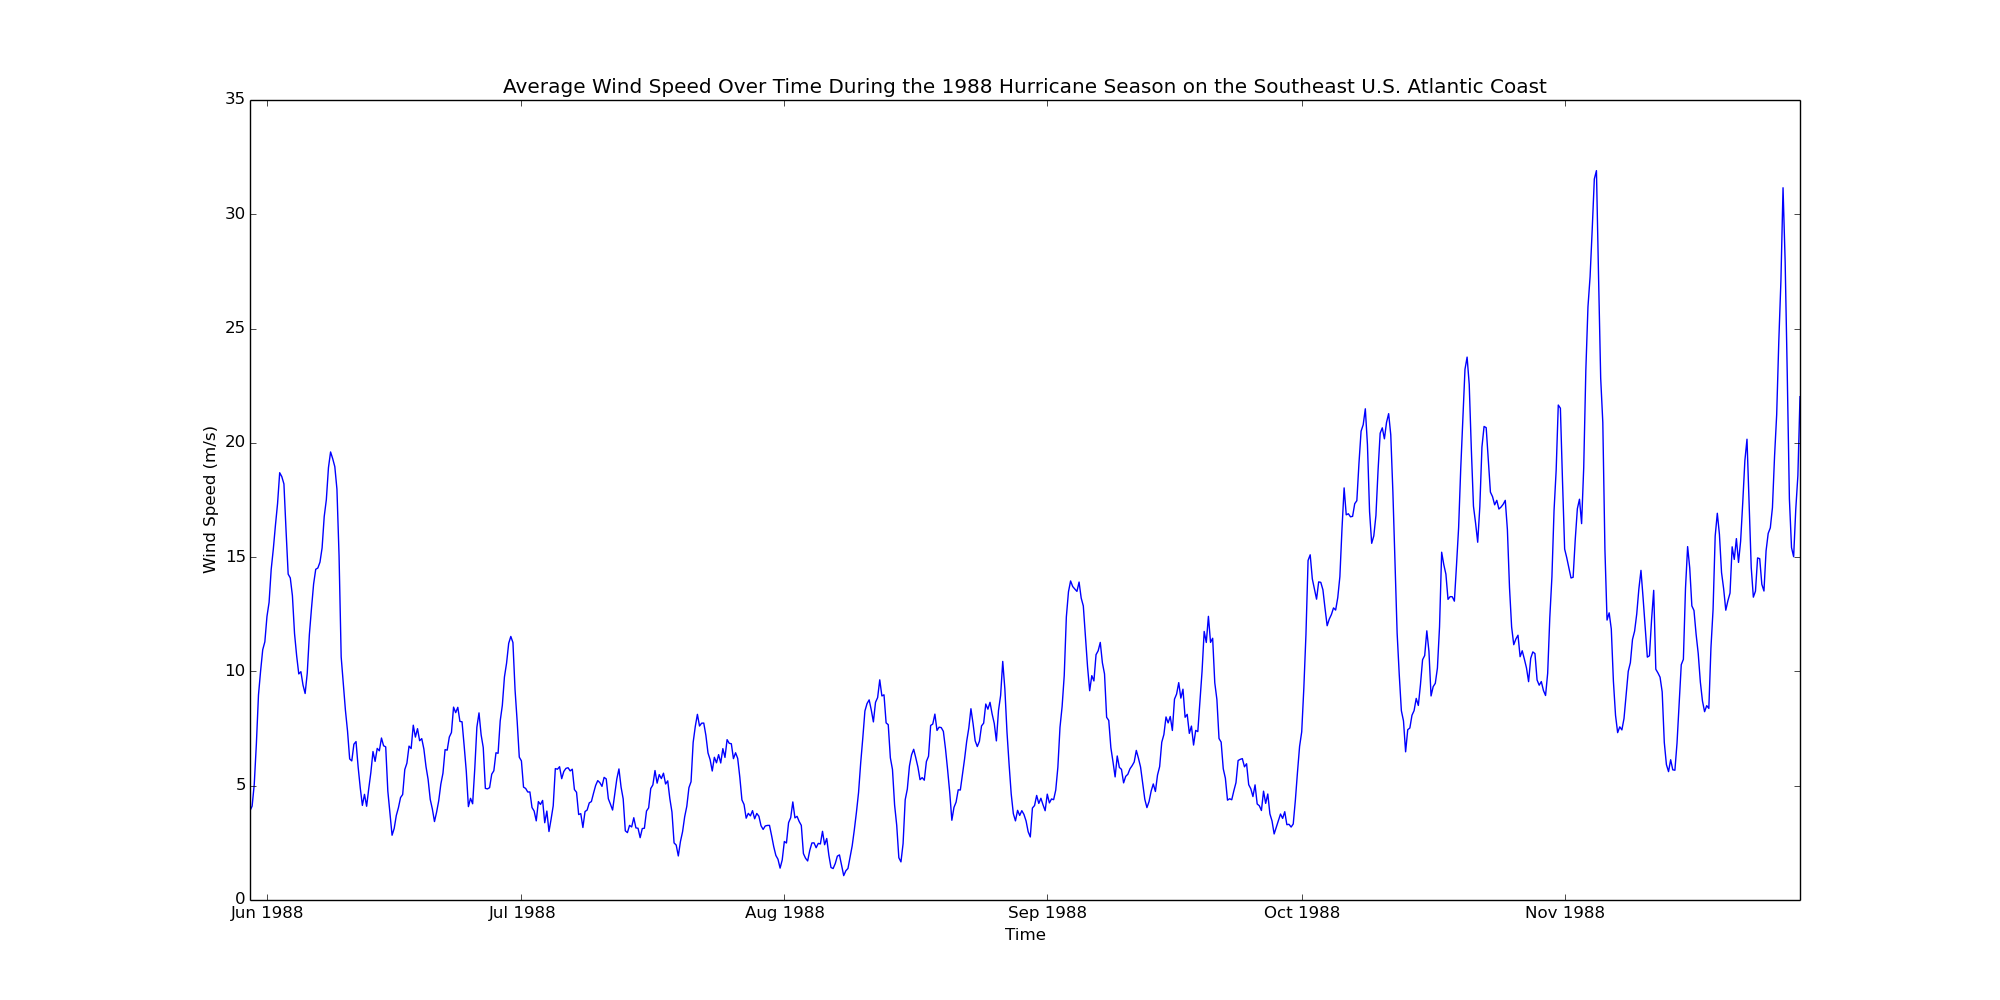 Average Wind Speed Over Time During the 1988 Hurricane Season on the Southeast U.S. Atlantic Coast
35
30
25
20
15
10
5
0
Wind Speed (m/s)
Jun 1988 Jul 1988 Aug 1988 Sep 1988 Oct 1988 Nov 1988
Time